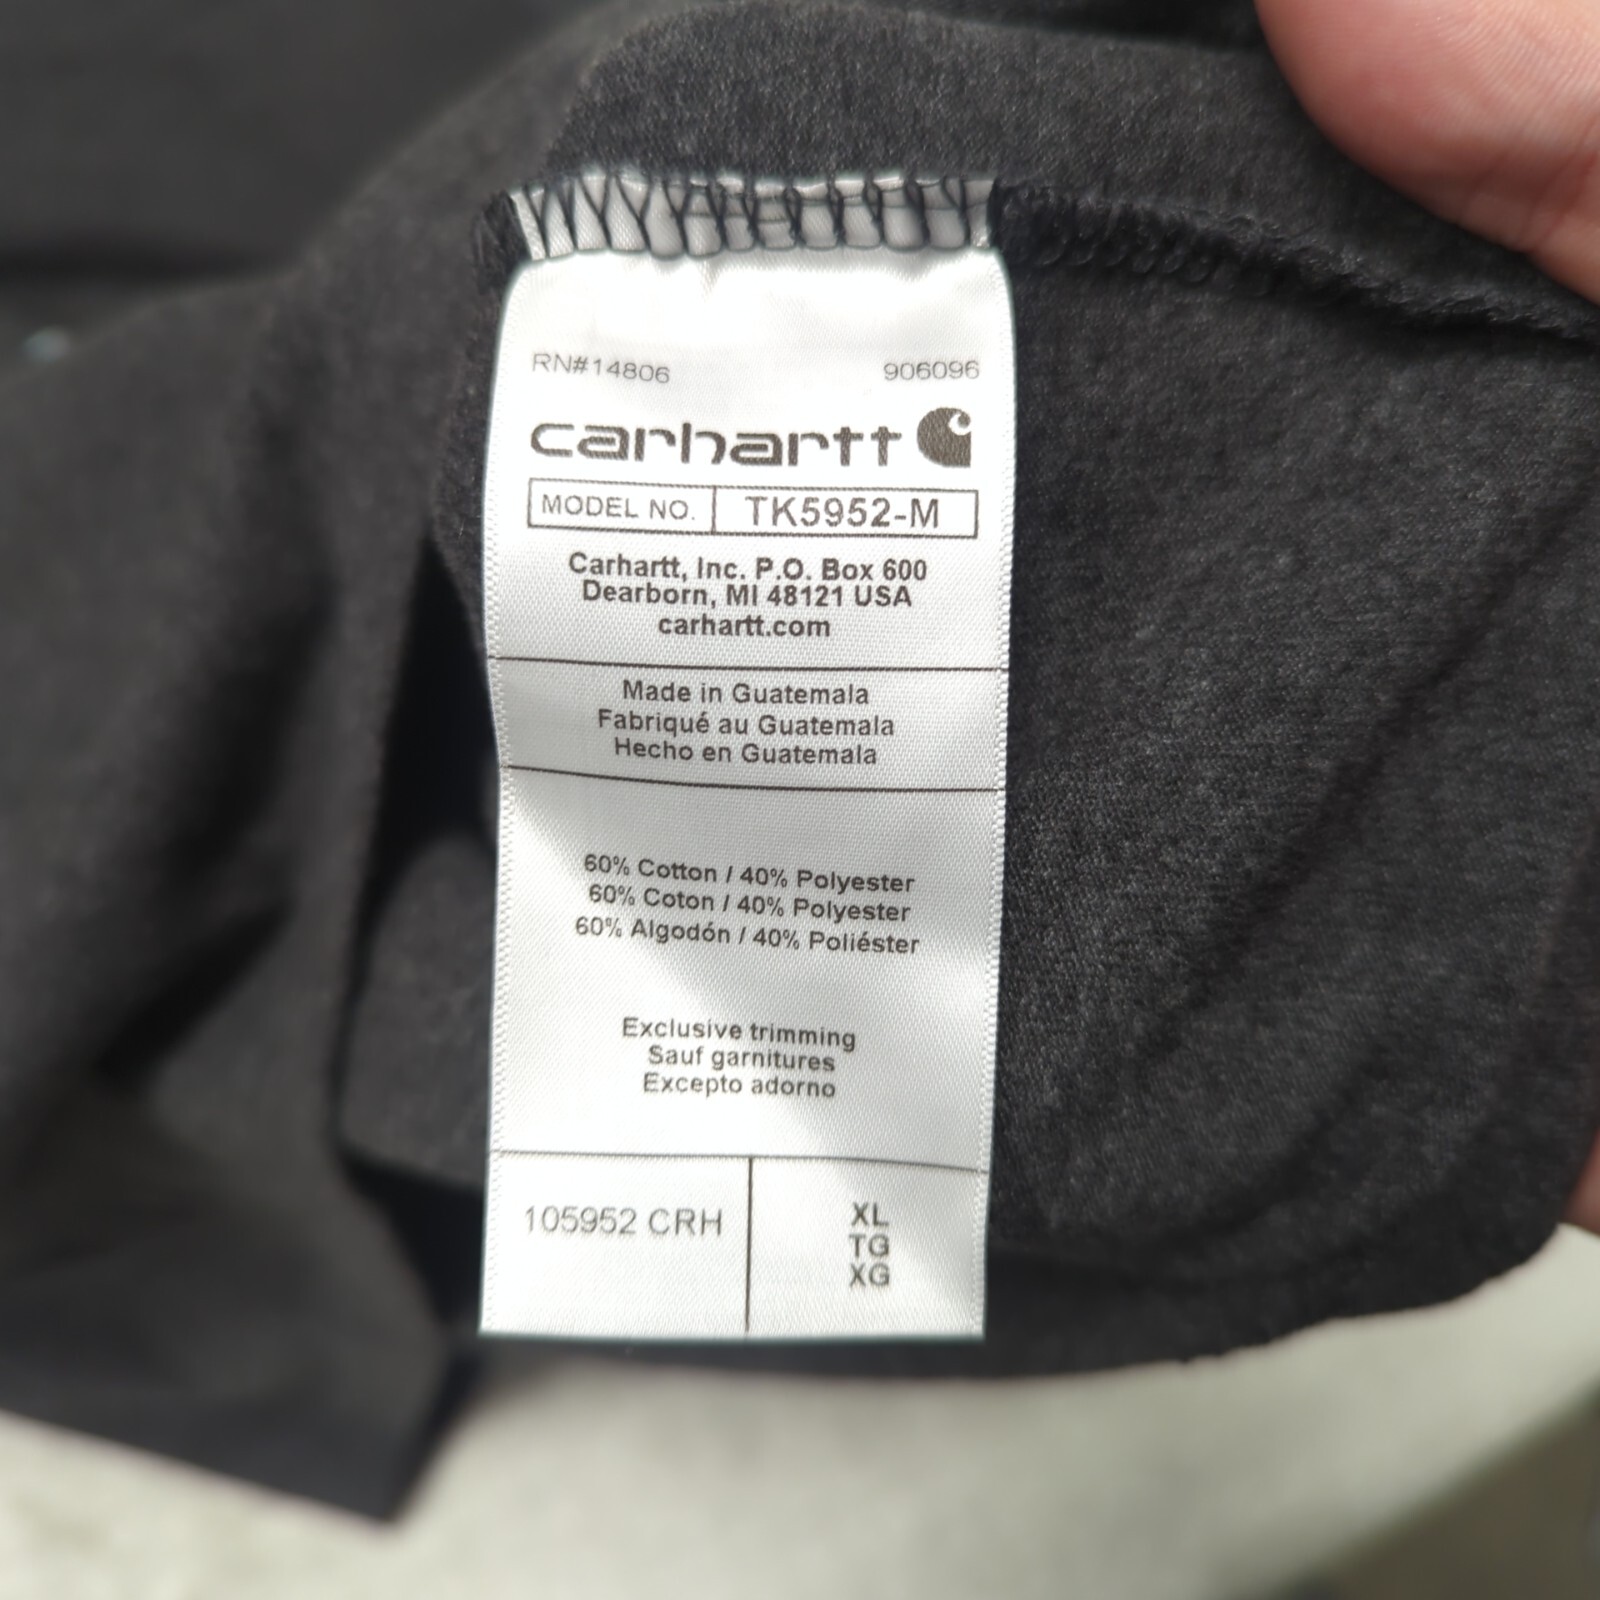 RN#14806 906096
carhartt
MODEL NO. TK5952-M
Carhartt, Inc. P.O. Box 600
Dearborn, MI 48121 USA
carhartt.com
Made in Guatemala
Fabriqué au Guatemala
Hecho en Guatemala
60% Cotton / 40% Polyester
60% Coton / 40% Polyester
60% Algodón / 40% Poliéster
Exclusive trimming
Sauf garnitures
Excepto adorno
105952 CRH XL
TG
XG